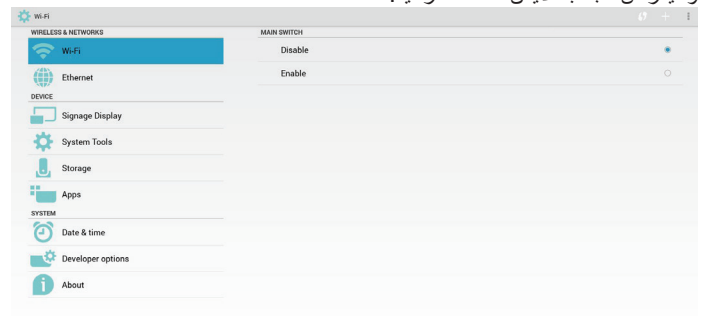 Wi-Fi
WIRELESS & NETWORKS
Wi-Fi
Ethernet
DEVICE
Signage Display
System Tools
Storage
Apps
SYSTEM
Date & time
Developer options
About
MAIN SWITCH
Disable
Enable